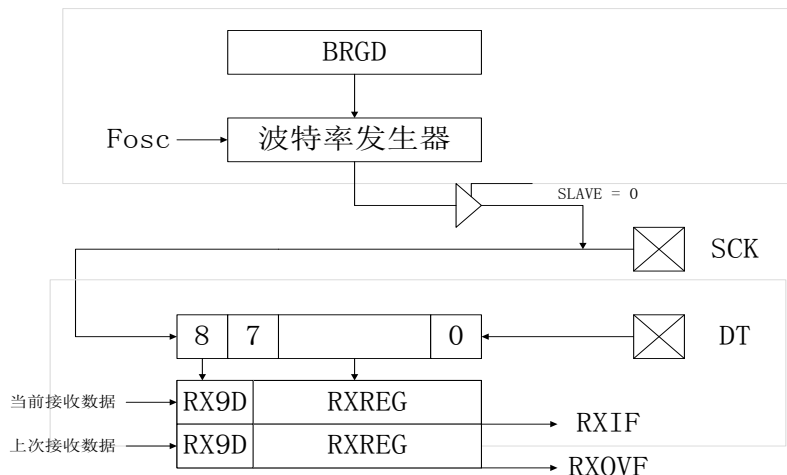 BRGD
Fosc
波特率发生器
SLAVE = 0
SCK
8 7 0
DT
当前接收数据
RX9D RXREG
RXIF
上次接收数据
RX9D RXREG
RXOVF